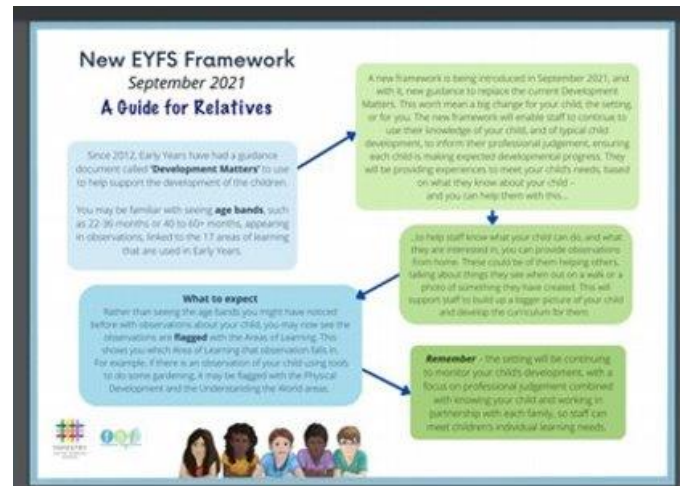 New EYFS Framework
September 2021
A Guide for Relatives
Since 2012, Early Years have had a guidance
document called 'Development Matters' to use
to help support the development of the children.
You may be familiar with seeing age bands, such
as 22-36 months or 40 to 60+ months, appearing
in observations, linked to the 17 areas of learning
that are used in Early Years.
A new framework is being introduced in September 2021, and
with it, new guidance to replace the current Development
Matters. This won't mean a big change for your child, the setting,
or for you. The new framework will enable staff to continue to
use their knowledge of your child, and of typical child
development, to inform their professional judgement, ensuring
each child is making expected developmental progress. They
will be providing experiences to meet your child's needs, based
on what they know about your child –
and you can help them with this...
...to help staff know what your child can do, and what
they are interested in, you can provide observations
from home. These could be of them helping others,
talking about things they see when out on a walk or a
photo of something they have created. This will
support staff to build up a bigger picture of your child
and develop the curriculum for them.
What to expect
Rather than seeing the age bands you might have noticed
before with observations about your child, you may now see the
observations are flagged with the Areas of Learning. This
shows you which Area of Learning that observation falls in.
For example, if there is an observation of your child using tools
to do some gardening, it may be flagged with the Physical
Development and the Understanding the World areas.
Remember - the setting will be continuing
to monitor your child's development, with a
focus on professional judgement combined
with knowing your child and working in
partnership with each family, so staff can
meet children's individual learning needs.
TAPESTRY